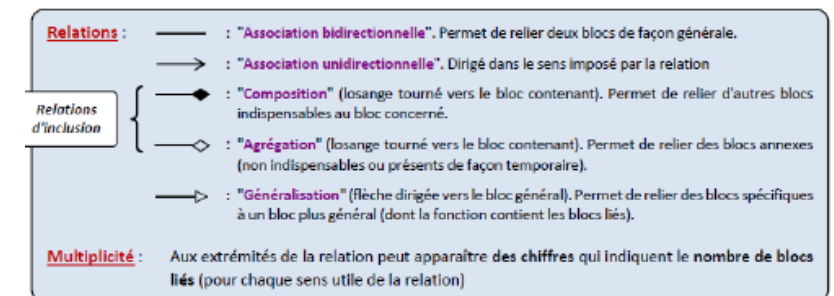 Relations : : "Association bidirectionnelle". Permet de relier deux blocs de façon générale.
: "Association unidirectionnelle". Dirigé dans le sens imposé par la relation
Relations d'inclusion
: "Composition" (losange tourné vers le bloc contenant). Permet de relier d'autres blocs
indispensables au bloc concerné.
: "Agrégation" (losange tourné vers le bloc contenant). Permet de relier des blocs annexes
(non indispensables ou présents de façon temporaire).
: "Généralisation" (flèche dirigée vers le bloc général). Permet de relier des blocs spécifiques
à un bloc plus général (dont la fonction contient les blocs liés).
Multiplicité : Aux extrémités de la relation peut apparaître des chiffres qui indiquent le nombre de blocs
liés (pour chaque sens utile de la relation)